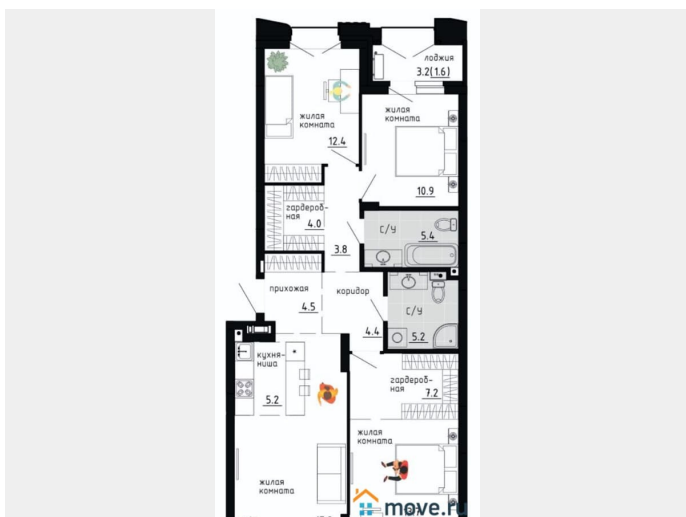 лоджия
3.2(1.6)
жилая
комната
12.4
жилая
комната
10.9
гардероб-
ная
4.0
С/У
5.4
3.8
прихожая
4.5
коридор
4.4
С/У
5.2
кухня-
ниша
5.2
гардероб-
ная
7.2
жилая
комната
жилая
комната
move.ru